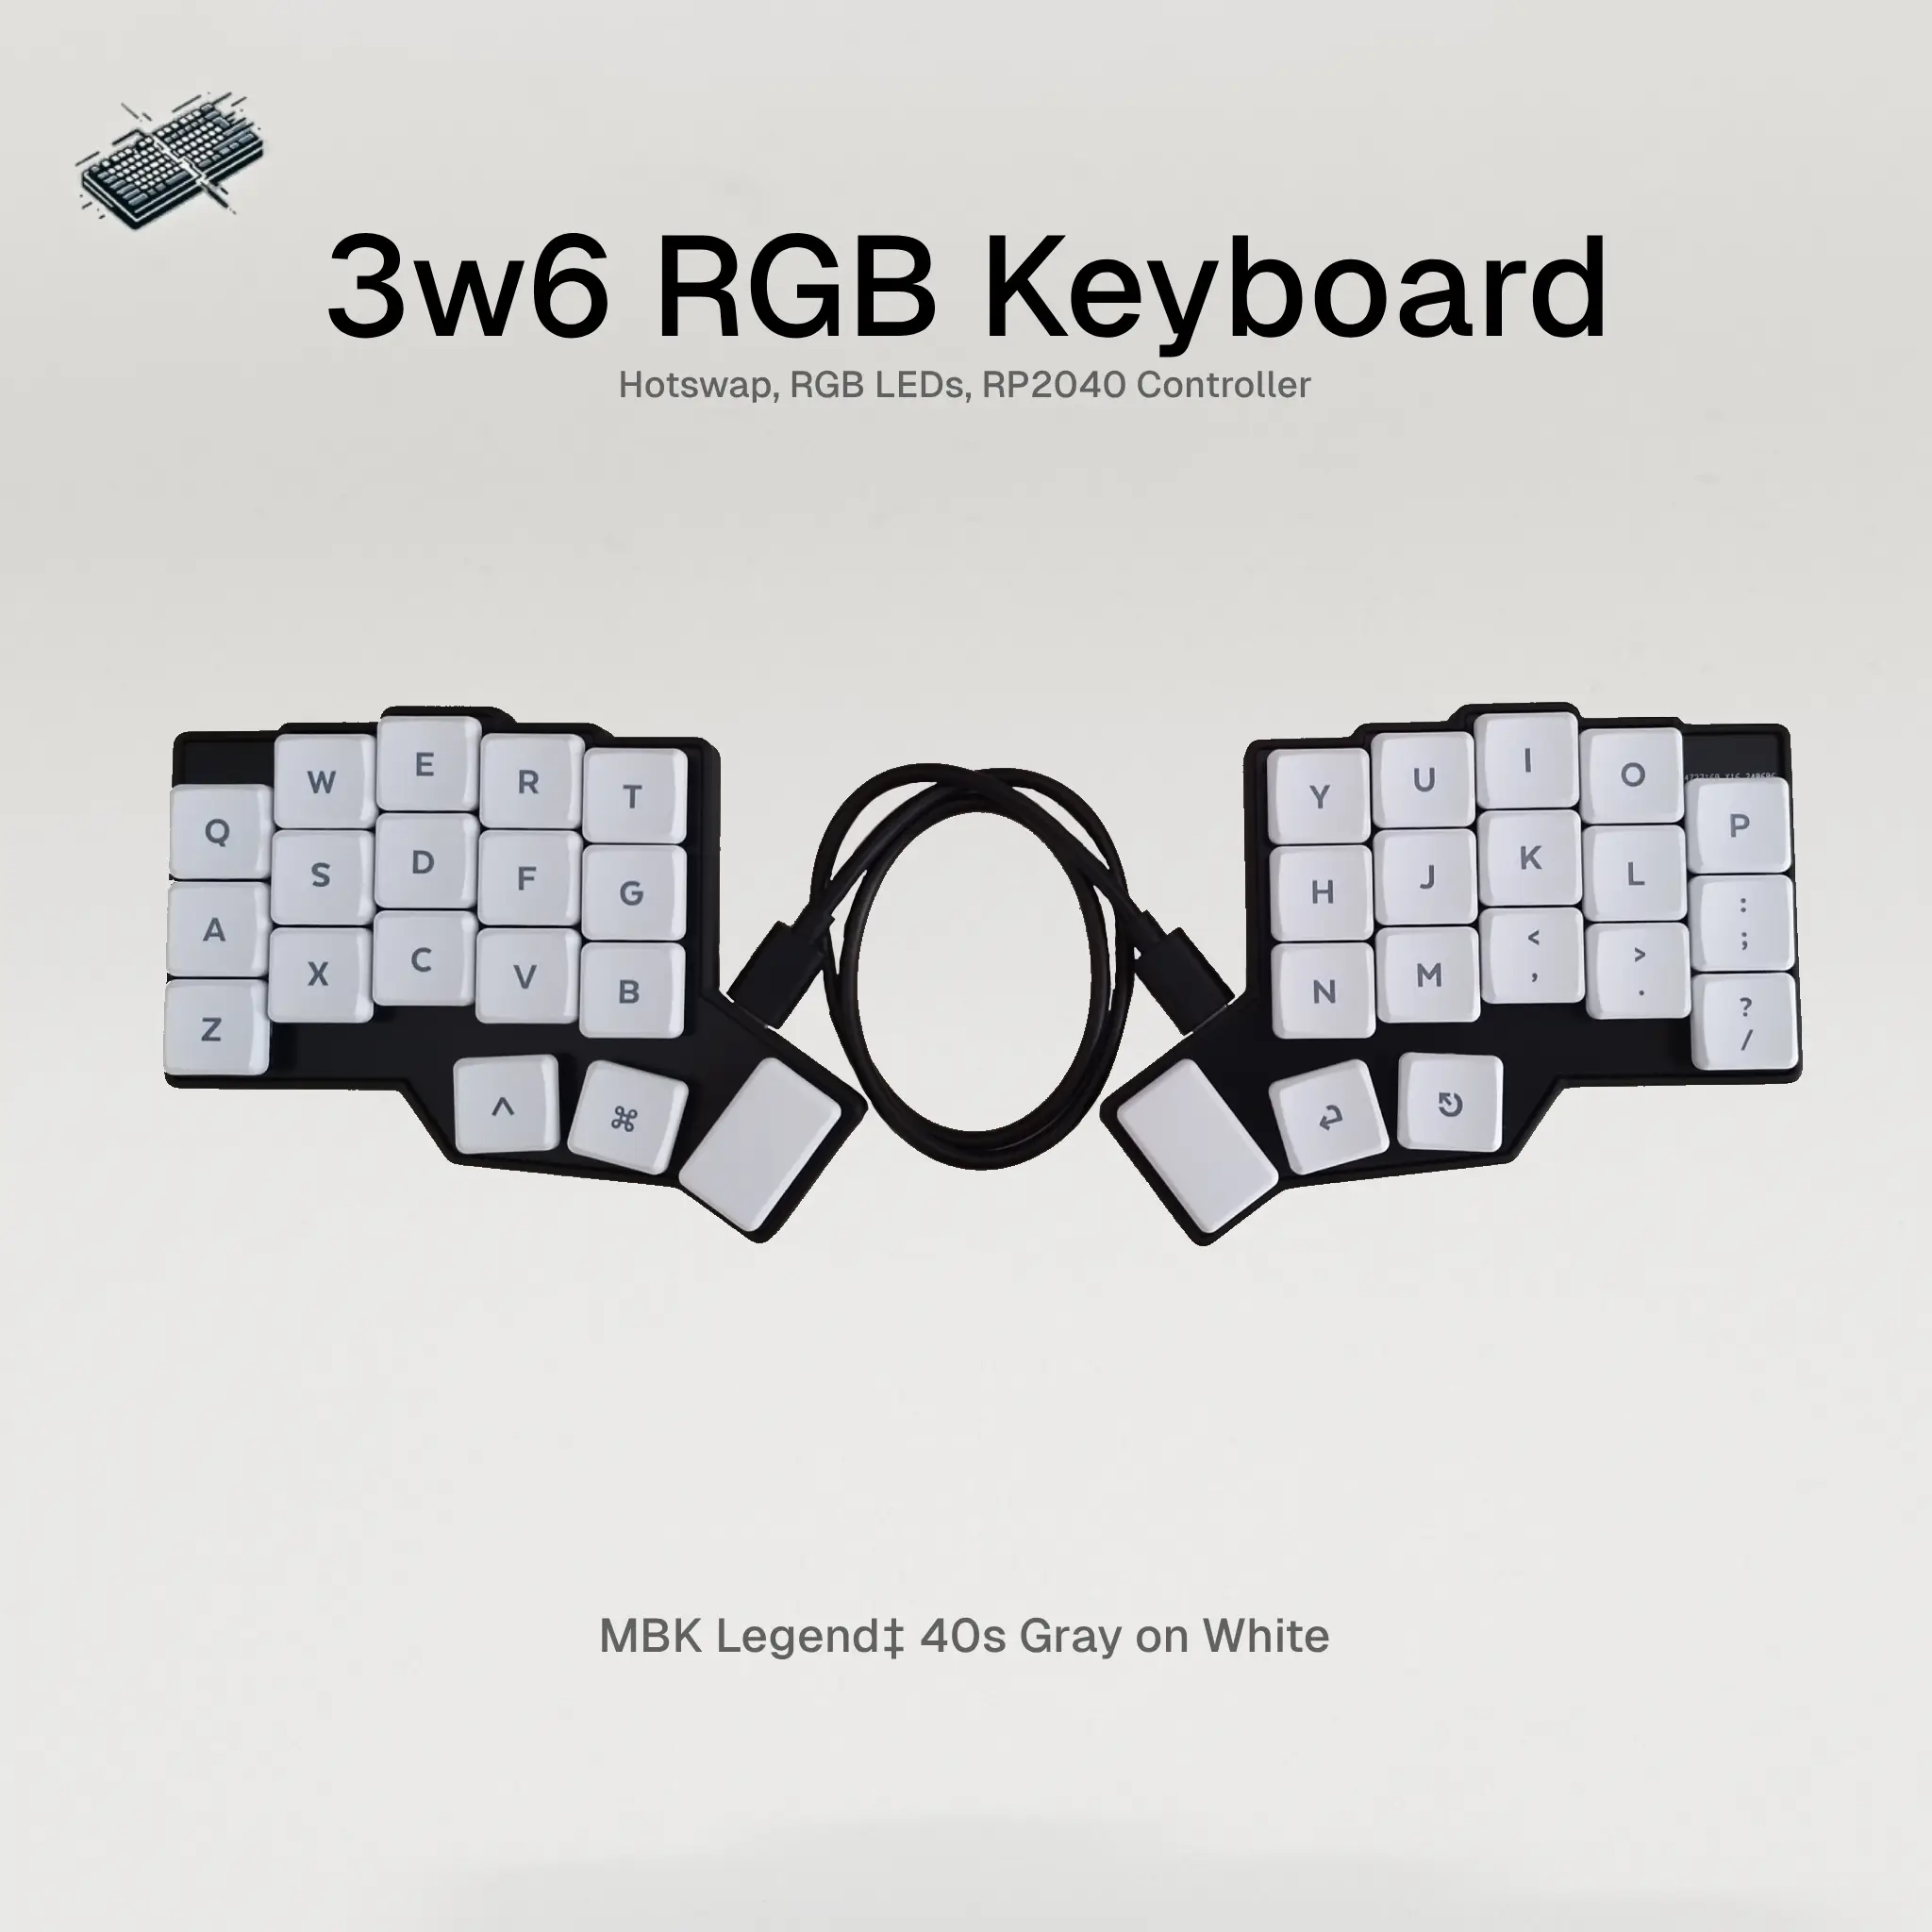 3w6 RGB Keyboard
Hotswap, RGB LEDs, RP2040 Controller
Q W E R T
A S D F G
Z X C V B
^ ⌘
Y U I O P
H J K L : ;
N M < , > . ? /
MBK Legend‡ 40s Gray on White